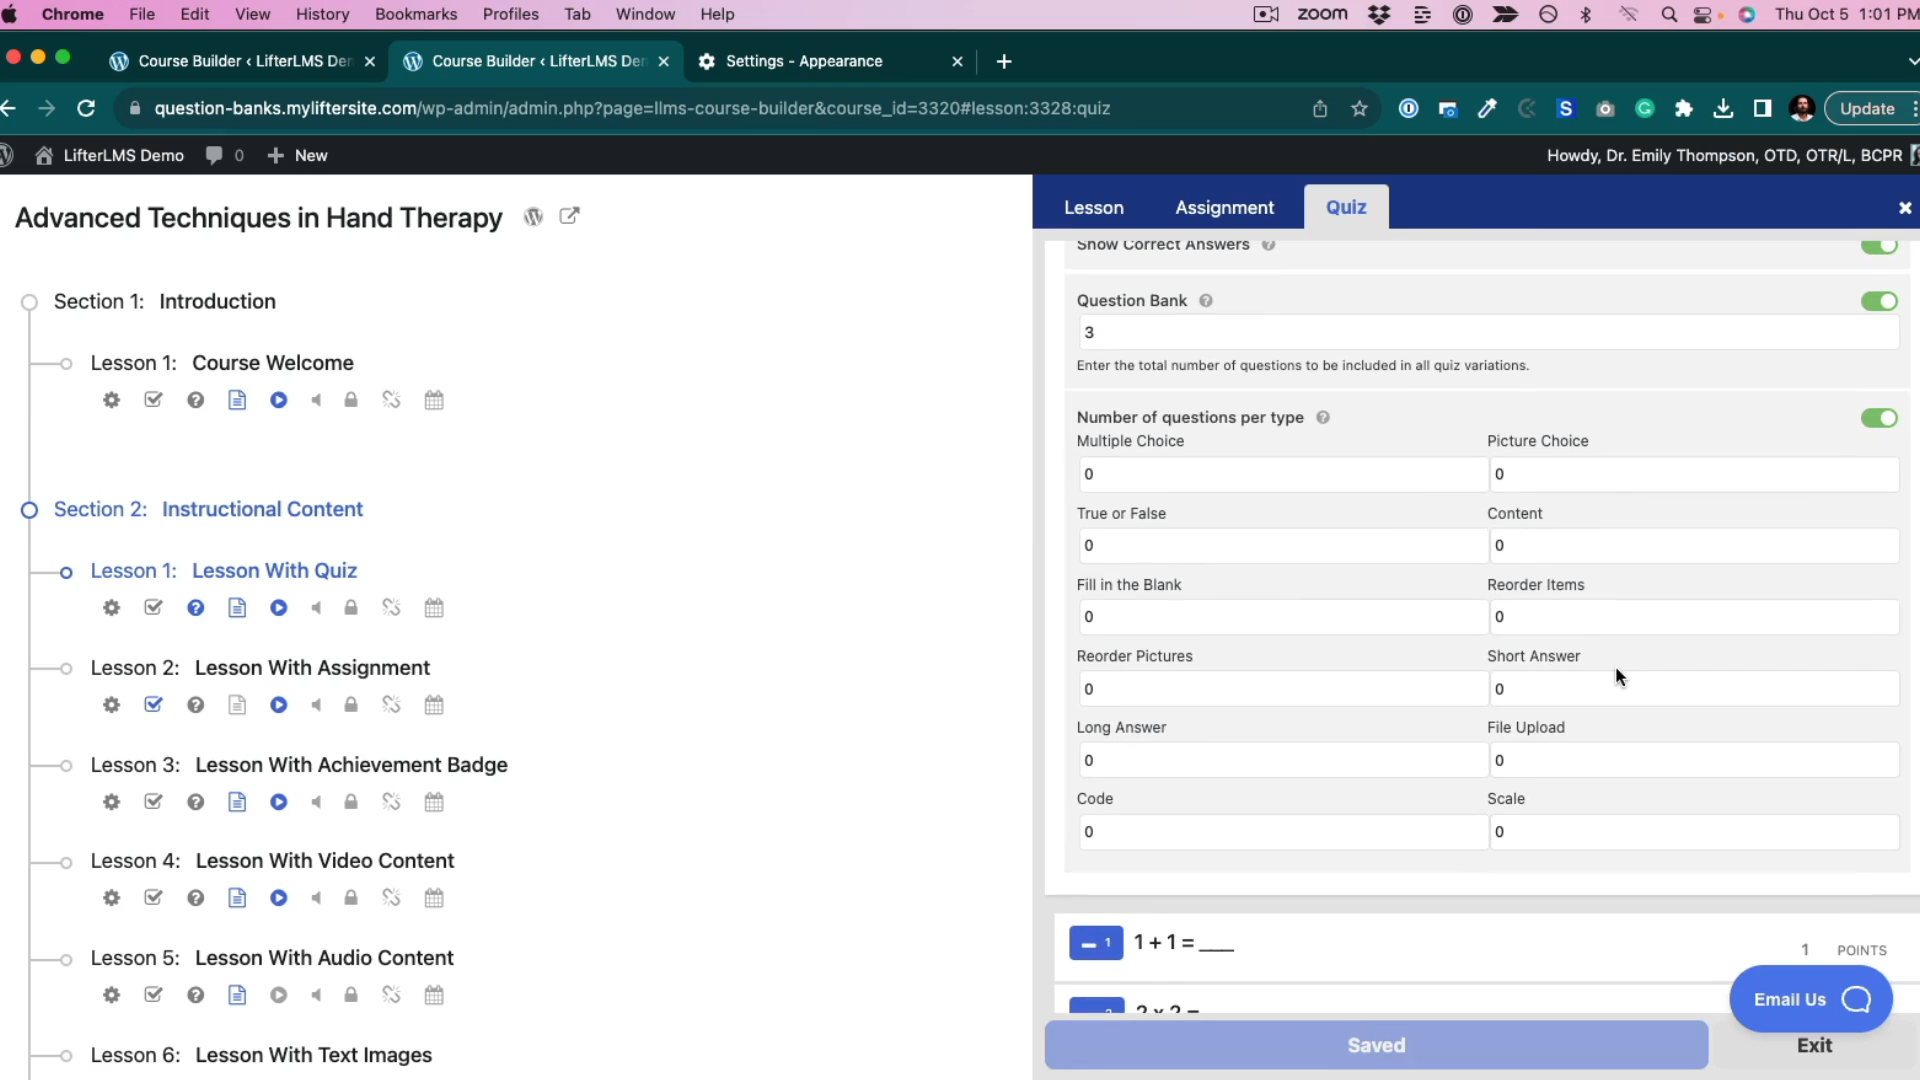 Chrome File Edit View History Bookmarks Profiles Tab Window Help zoom Thu Oct 5 1:01 PM
Course Builder ‹ LifterLMS Der Course Builder ‹ LifterLMS Der Settings - Appearance
question-banks.myliftersite.com/wp-admin/admin.php?page=llms-course-builder&course_id=3320#lesson:3328:quiz Update
LifterLMS Demo 0 New Howdy, Dr. Emily Thompson, OTD, OTR/L, BCPR
Advanced Techniques in Hand Therapy
Section 1: Introduction
Lesson 1: Course Welcome
Section 2: Instructional Content
Lesson 1: Lesson With Quiz
Lesson 2: Lesson With Assignment
Lesson 3: Lesson With Achievement Badge
Lesson 4: Lesson With Video Content
Lesson 5: Lesson With Audio Content
Lesson 6: Lesson With Text Images
Lesson Assignment Quiz
Show Correct Answers
Question Bank
3
Enter the total number of questions to be included in all quiz variations.
Number of questions per type
Multiple Choice Picture Choice
0 0
True or False Content
0 0
Fill in the Blank Reorder Items
0 0
Reorder Pictures Short Answer
0 0
Long Answer File Upload
0 0
Code Scale
0 0
1 1 + 1 = ___ 1 POINTS
2 2 x 2 =
Email Us
Saved Exit